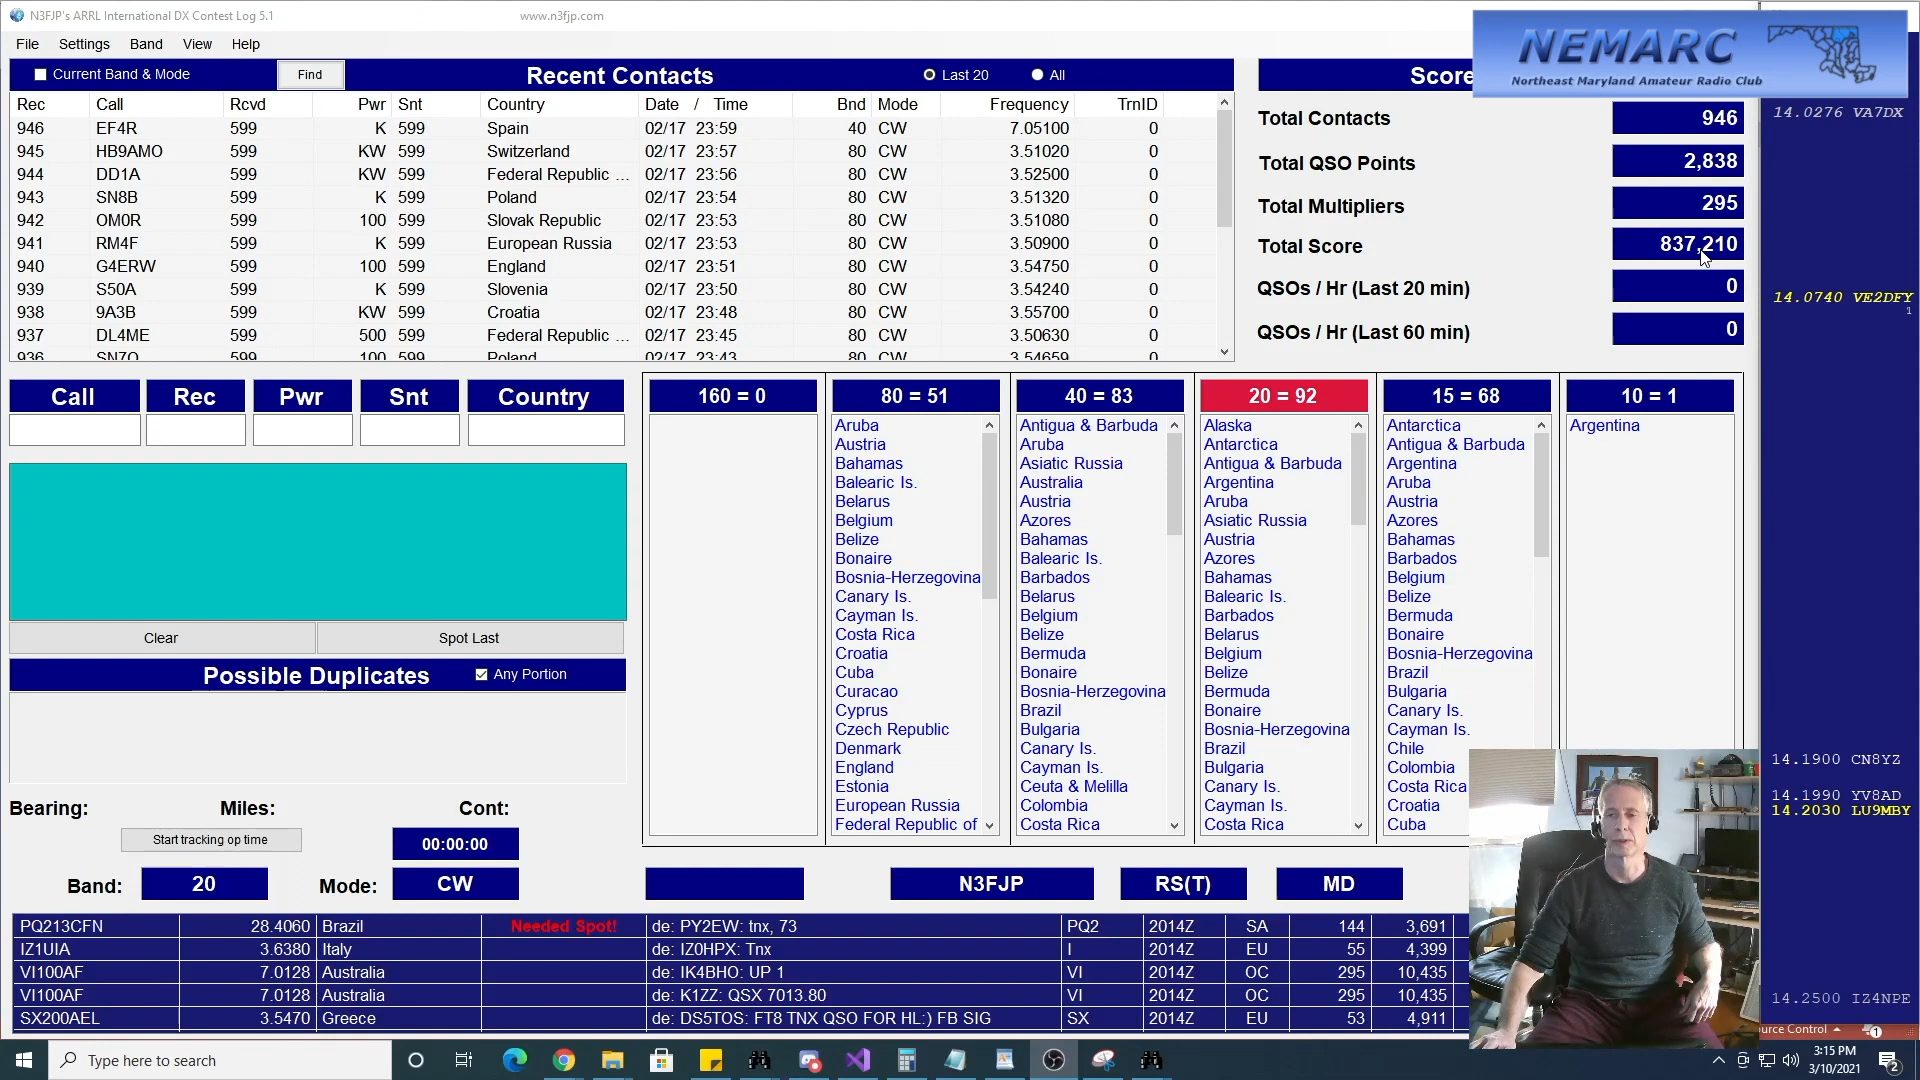 N3FJP's ARRL International DX Contest Log 5.1 www.n3fjp.com
File Settings Band View Help
NEMARC
Northeast Maryland Amateur Radio Club
Current Band & Mode Find Recent Contacts Last 20 All Score
Rec Call Rcvd Pwr Snt Country Date / Time Bnd Mode Frequency TrnID
946 EF4R 599 K 599 Spain 02/17 23:59 40 CW 7.05100 0
945 HB9AMO 599 KW 599 Switzerland 02/17 23:57 80 CW 3.51020 0
944 DD1A 599 KW 599 Federal Republic ... 02/17 23:56 80 CW 3.52500 0
943 SN8B 599 K 599 Poland 02/17 23:54 80 CW 3.51320 0
942 OM0R 599 100 599 Slovak Republic 02/17 23:53 80 CW 3.51080 0
941 RM4F 599 K 599 European Russia 02/17 23:53 80 CW 3.50900 0
940 G4ERW 599 100 599 England 02/17 23:51 80 CW 3.54750 0
939 S50A 599 K 599 Slovenia 02/17 23:50 80 CW 3.54240 0
938 9A3B 599 KW 599 Croatia 02/17 23:48 80 CW 3.55700 0
937 DL4ME 599 500 599 Federal Republic ... 02/17 23:45 80 CW 3.50630 0
936 SN7O 599 100 599 Poland 02/17 23:43 80 CW 3.54659 0
Total Contacts 946
Total QSO Points 2,838
Total Multipliers 295
Total Score 837,210
QSOs / Hr (Last 20 min) 0
QSOs / Hr (Last 60 min) 0
14.0276 VA7DX
14.0740 VE2DFY
1
14.1900 CN8YZ
14.1990 YV8AD
14.2030 LU9MBY
14.2500 IZ4NPE
Call Rec Pwr Snt Country
Clear Spot Last
Possible Duplicates Any Portion
Bearing: Miles: Cont:
Start tracking op time 00:00:00
Band: 20 Mode: CW
160 = 0
80 = 51
Aruba
Austria
Bahamas
Balearic Is.
Belarus
Belgium
Belize
Bonaire
Bosnia-Herzegovina
Canary Is.
Cayman Is.
Costa Rica
Croatia
Cuba
Curacao
Cyprus
Czech Republic
Denmark
England
Estonia
European Russia
Federal Republic of
40 = 83
Antigua & Barbuda
Aruba
Asiatic Russia
Australia
Austria
Azores
Bahamas
Balearic Is.
Barbados
Belarus
Belgium
Belize
Bermuda
Bonaire
Bosnia-Herzegovina
Brazil
Bulgaria
Canary Is.
Cayman Is.
Ceuta & Melilla
Colombia
Costa Rica
20 = 92
Alaska
Antarctica
Antigua & Barbuda
Argentina
Aruba
Asiatic Russia
Austria
Azores
Bahamas
Balearic Is.
Barbados
Belarus
Belgium
Belize
Bermuda
Bonaire
Bosnia-Herzegovina
Brazil
Bulgaria
Canary Is.
Cayman Is.
Costa Rica
15 = 68
Antarctica
Antigua & Barbuda
Argentina
Aruba
Austria
Azores
Bahamas
Barbados
Belgium
Belize
Bermuda
Bonaire
Bosnia-Herzegovina
Brazil
Bulgaria
Canary Is.
Cayman Is.
Chile
Colombia
Costa Rica
Croatia
Cuba
10 = 1
Argentina
N3FJP RS(T) MD
PQ213CFN 28.4060 Brazil Needed Spot! de: PY2EW: tnx, 73 PQ2 2014Z SA 144 3,691
IZ1UIA 3.6380 Italy de: IZ0HPX: Tnx I 2014Z EU 55 4,399
VI100AF 7.0128 Australia de: IK4BHO: UP 1 VI 2014Z OC 295 10,435
VI100AF 7.0128 Australia de: K1ZZ: QSX 7013.80 VI 2014Z OC 295 10,435
SX200AEL 3.5470 Greece de: DS5TOS: FT8 TNX QSO FOR HL:) FB SIG SX 2014Z EU 53 4,911
urce Control 1
Type here to search
3:15 PM
3/10/2021
2